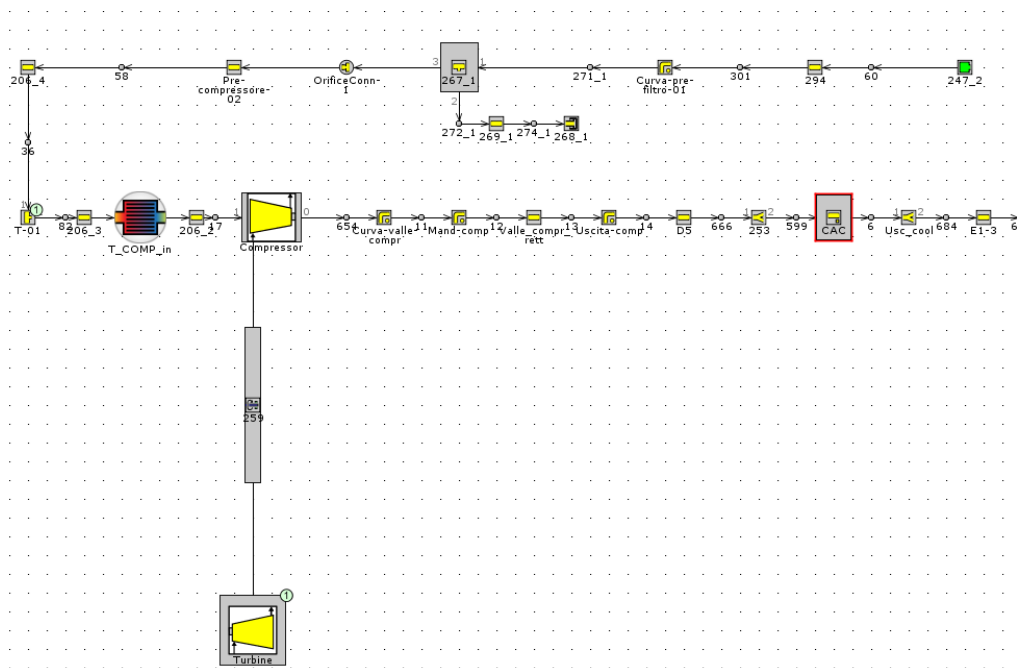 3 1
206_4 58 Pre- OrificeConn- 267_1 271_1 Curva-pre- 301 294 60 247_2
compressore- 1 filtro-01
02
2
272_1 269_1 274_1 268_1
36
1 1 1 0 1 2 1 2
T-01 82 206_3 206_2 17 Compressor 654 Curva-valle_ 11 Mand-comp 12 Valle_compr_ 13 Uscita-comp 14 D5 666 253 599 CAC 6 Usc_cool 684 E1-3 6
compr rett
T_COMP_in
259
1
Turbine